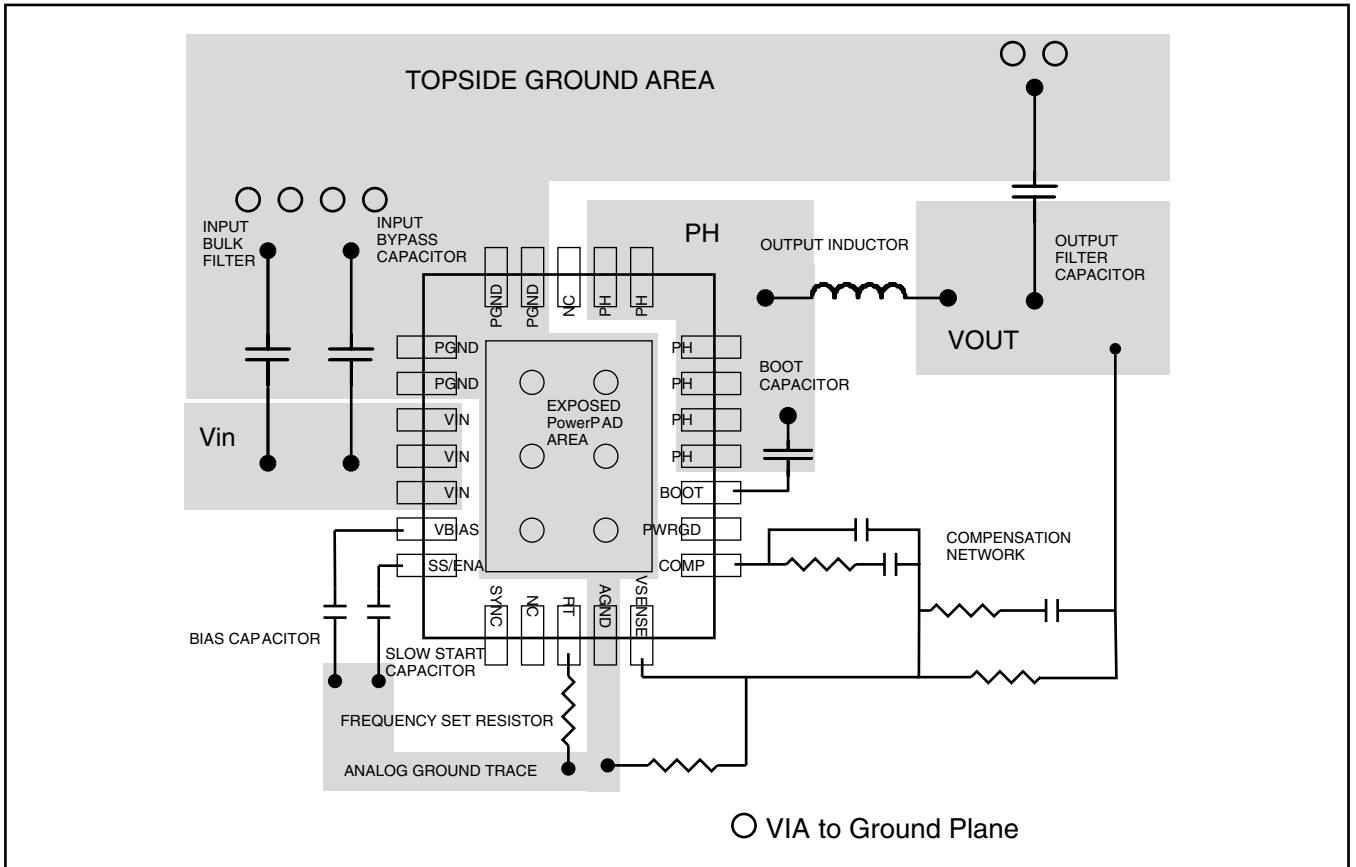 TOPSIDE GROUND AREA
INPUT
BULK
FILTER
INPUT
BYPASS
CAPACITOR
PH
OUTPUT INDUCTOR
OUTPUT
FILTER
CAPACITOR
VOUT
PGND
PGND
NC
PH
PH
PGND
PGND
VIN
VIN
VIN
VBIAS
SS/ENA
Vin
EXPOSED
PowerPAD
AREA
PH
PH
PH
PH
BOOT
PWRGD
COMP
BOOT
CAPACITOR
SYNC
NC
RT
AGND
VSENSE
COMPENSATION
NETWORK
BIAS CAPACITOR
SLOW START
CAPACITOR
FREQUENCY SET RESISTOR
ANALOG GROUND TRACE
VIA to Ground Plane